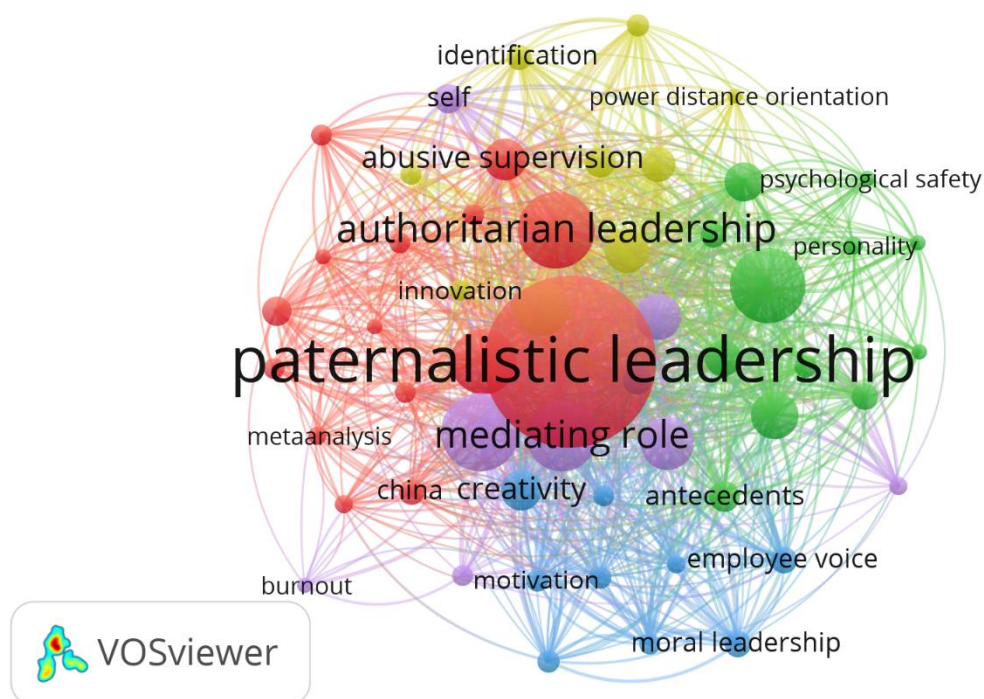 identification
self
power distance orientation
abusive supervision
psychological safety
authoritarian leadership
personality
innovation
paternalistic leadership
mediating role
metaanalysis
china
creativity
antecedents
employee voice
motivation
burnout
moral leadership
VOSviewer